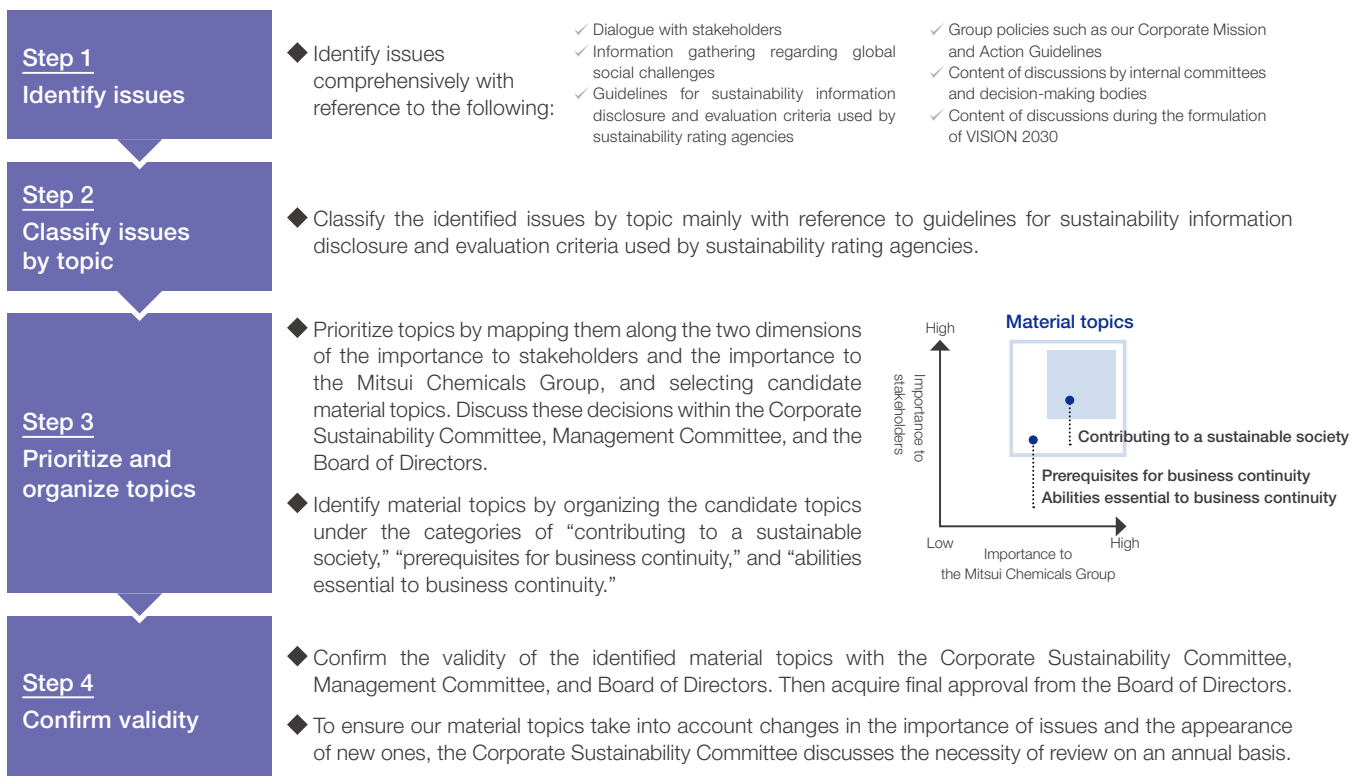 Step 1
Identify issues
◆ Identify issues
comprehensively with
reference to the following:
✓ Dialogue with stakeholders
✓ Information gathering regarding global
social challenges
✓ Guidelines for sustainability information
disclosure and evaluation criteria used by
sustainability rating agencies
✓ Group policies such as our Corporate Mission
and Action Guidelines
✓ Content of discussions by internal committees
and decision-making bodies
✓ Content of discussions during the formulation
of VISION 2030
Step 2
Classify issues
by topic
◆ Classify the identified issues by topic mainly with reference to guidelines for sustainability information
disclosure and evaluation criteria used by sustainability rating agencies.
Step 3
Prioritize and
organize topics
◆ Prioritize topics by mapping them along the two dimensions
of the importance to stakeholders and the importance to
the Mitsui Chemicals Group, and selecting candidate
material topics. Discuss these decisions within the Corporate
Sustainability Committee, Management Committee, and the
Board of Directors.
◆ Identify material topics by organizing the candidate topics
under the categories of “contributing to a sustainable
society,” “prerequisites for business continuity,” and “abilities
essential to business continuity.”
High
Material topics
Importance to
stakeholders
Contributing to a sustainable society
Prerequisites for business continuity
Abilities essential to business continuity
Low
High
Importance to
the Mitsui Chemicals Group
Step 4
Confirm validity
◆ Confirm the validity of the identified material topics with the Corporate Sustainability Committee,
Management Committee, and Board of Directors. Then acquire final approval from the Board of Directors.
◆ To ensure our material topics take into account changes in the importance of issues and the appearance
of new ones, the Corporate Sustainability Committee discusses the necessity of review on an annual basis.